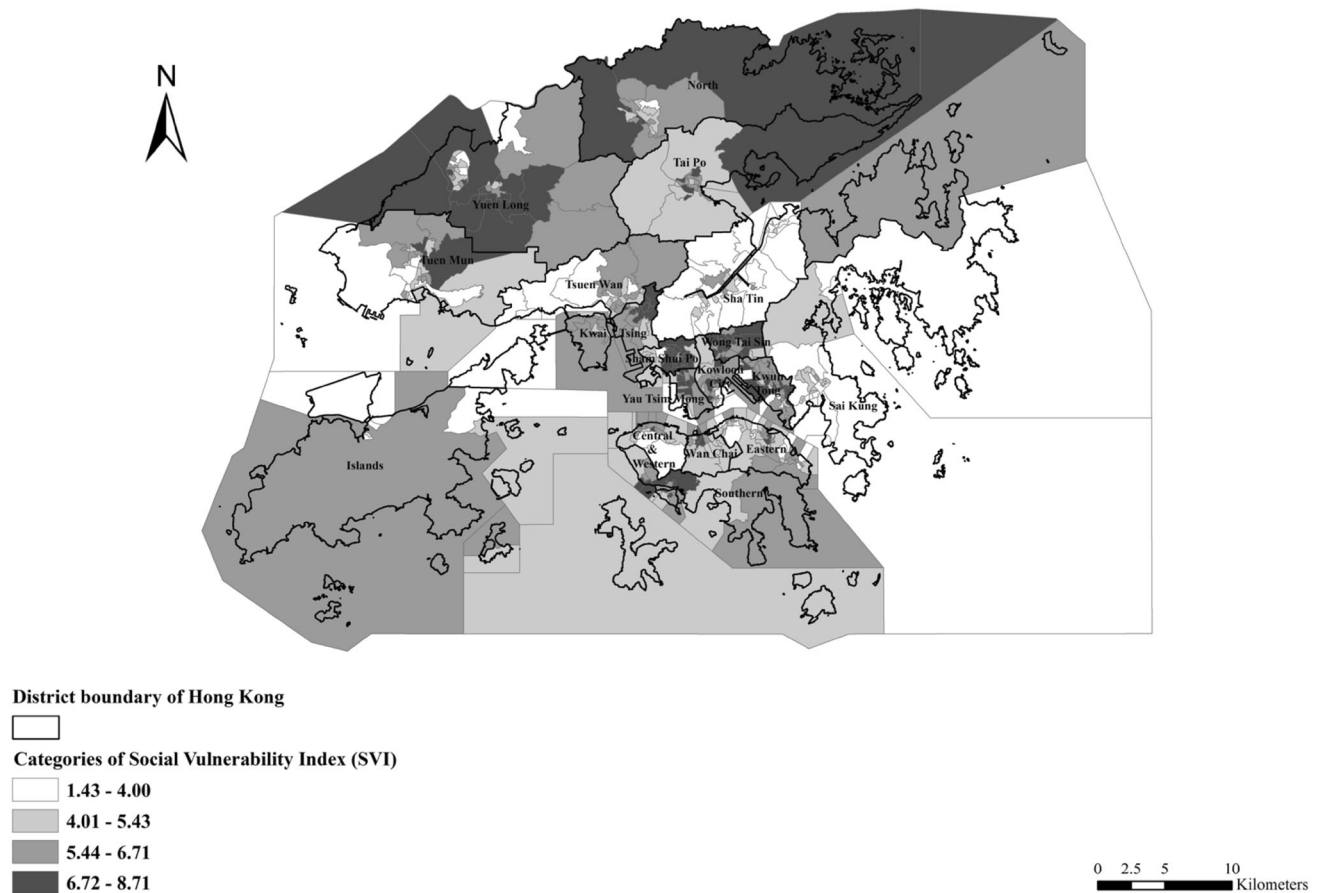 N
North
Tai Po
Yuen Long
Tuen Mun
Tsuen Wan
Sha Tin
Kwai Tsing
Wong Tai Sin
Sham Shui Po
Kowloon
City
Kwun
Tong
Yau Tsim Mong
Sai Kung
Central
&
Western
Wan Chai
Eastern
Islands
Southern
District boundary of Hong Kong
Categories of Social Vulnerability Index (SVI)
1.43 - 4.00
4.01 - 5.43
5.44 - 6.71
6.72 - 8.71
0 2.5 5 10
Kilometers